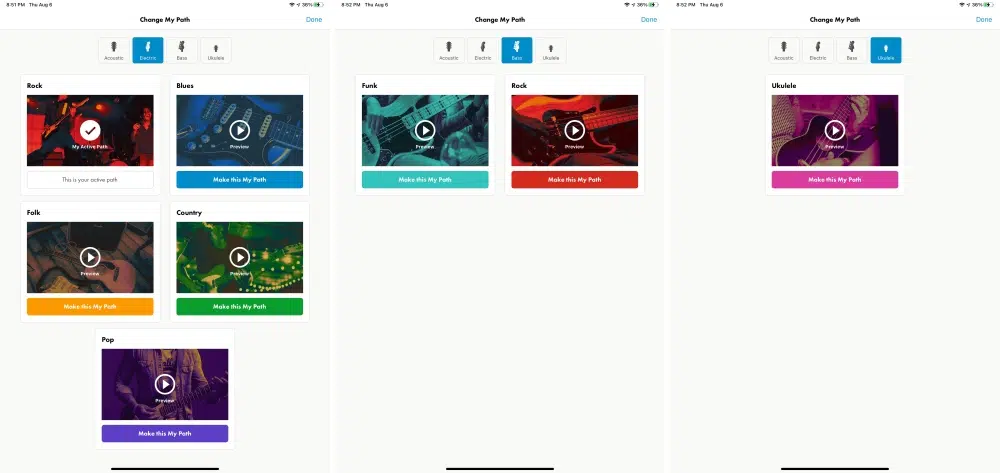 8:51 PM Thu Aug 6
36%
Change My Path
Done
Acoustic
Electric
Bass
Ukulele
Rock
My Active Path
This is your active path
Blues
Preview
Make this My Path
Folk
Preview
Make this My Path
Country
Preview
Make this My Path
Pop
Preview
Make this My Path
8:52 PM Thu Aug 6
36%
Change My Path
Done
Acoustic
Electric
Bass
Ukulele
Funk
Preview
Make this My Path
Rock
Preview
Make this My Path
8:52 PM Thu Aug 6
36%
Change My Path
Done
Acoustic
Electric
Bass
Ukulele
Ukulele
Preview
Make this My Path